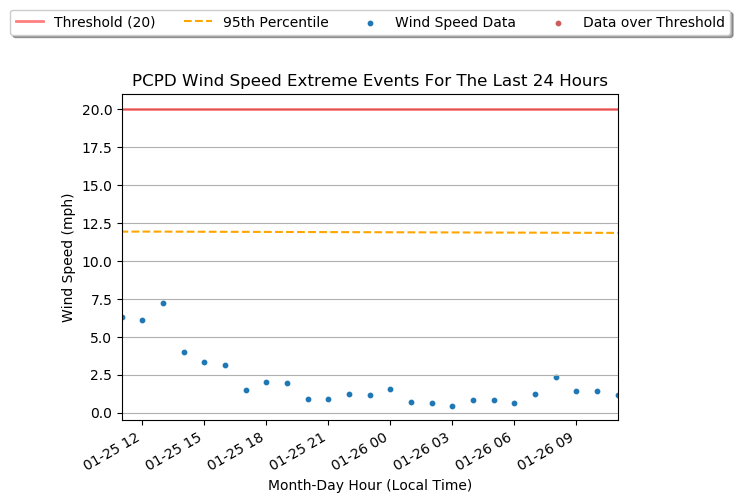 Threshold (20) 95th Percentile Wind Speed Data Data over Threshold
PCPD Wind Speed Extreme Events For The Last 24 Hours
20.0
17.5
15.0
12.5
10.0
7.5
5.0
2.5
0.0
Wind Speed (mph)
01-25 12 01-25 15 01-25 18 01-25 21 01-26 00 01-26 03 01-26 06 01-26 09
Month-Day Hour (Local Time)